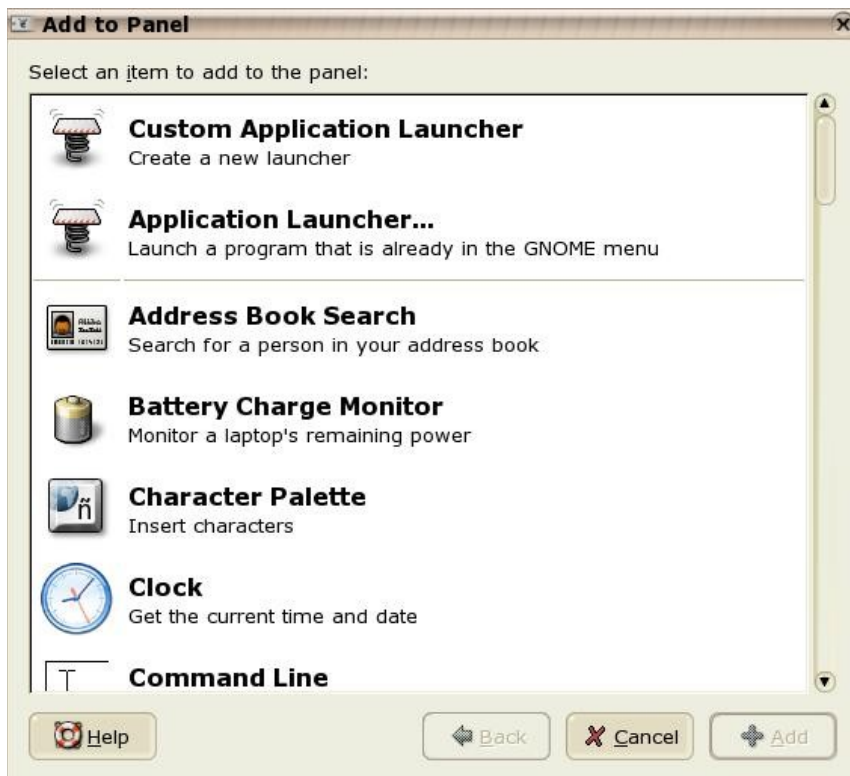 Add to Panel
Select an item to add to the panel:
Custom Application Launcher
Create a new launcher
Application Launcher...
Launch a program that is already in the GNOME menu
Address Book Search
Search for a person in your address book
Battery Charge Monitor
Monitor a laptop's remaining power
ñ
Character Palette
Insert characters
Clock
Get the current time and date
Command Line
Help
Back
Cancel
Add